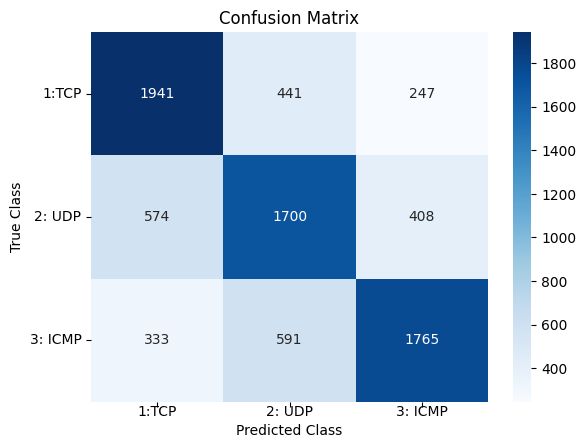 Confusion Matrix
True Class
1:TCP
1941
441
247
2: UDP
574
1700
408
3: ICMP
333
591
1765
1:TCP
2: UDP
3: ICMP
Predicted Class
1800
1600
1400
1200
1000
800
600
400